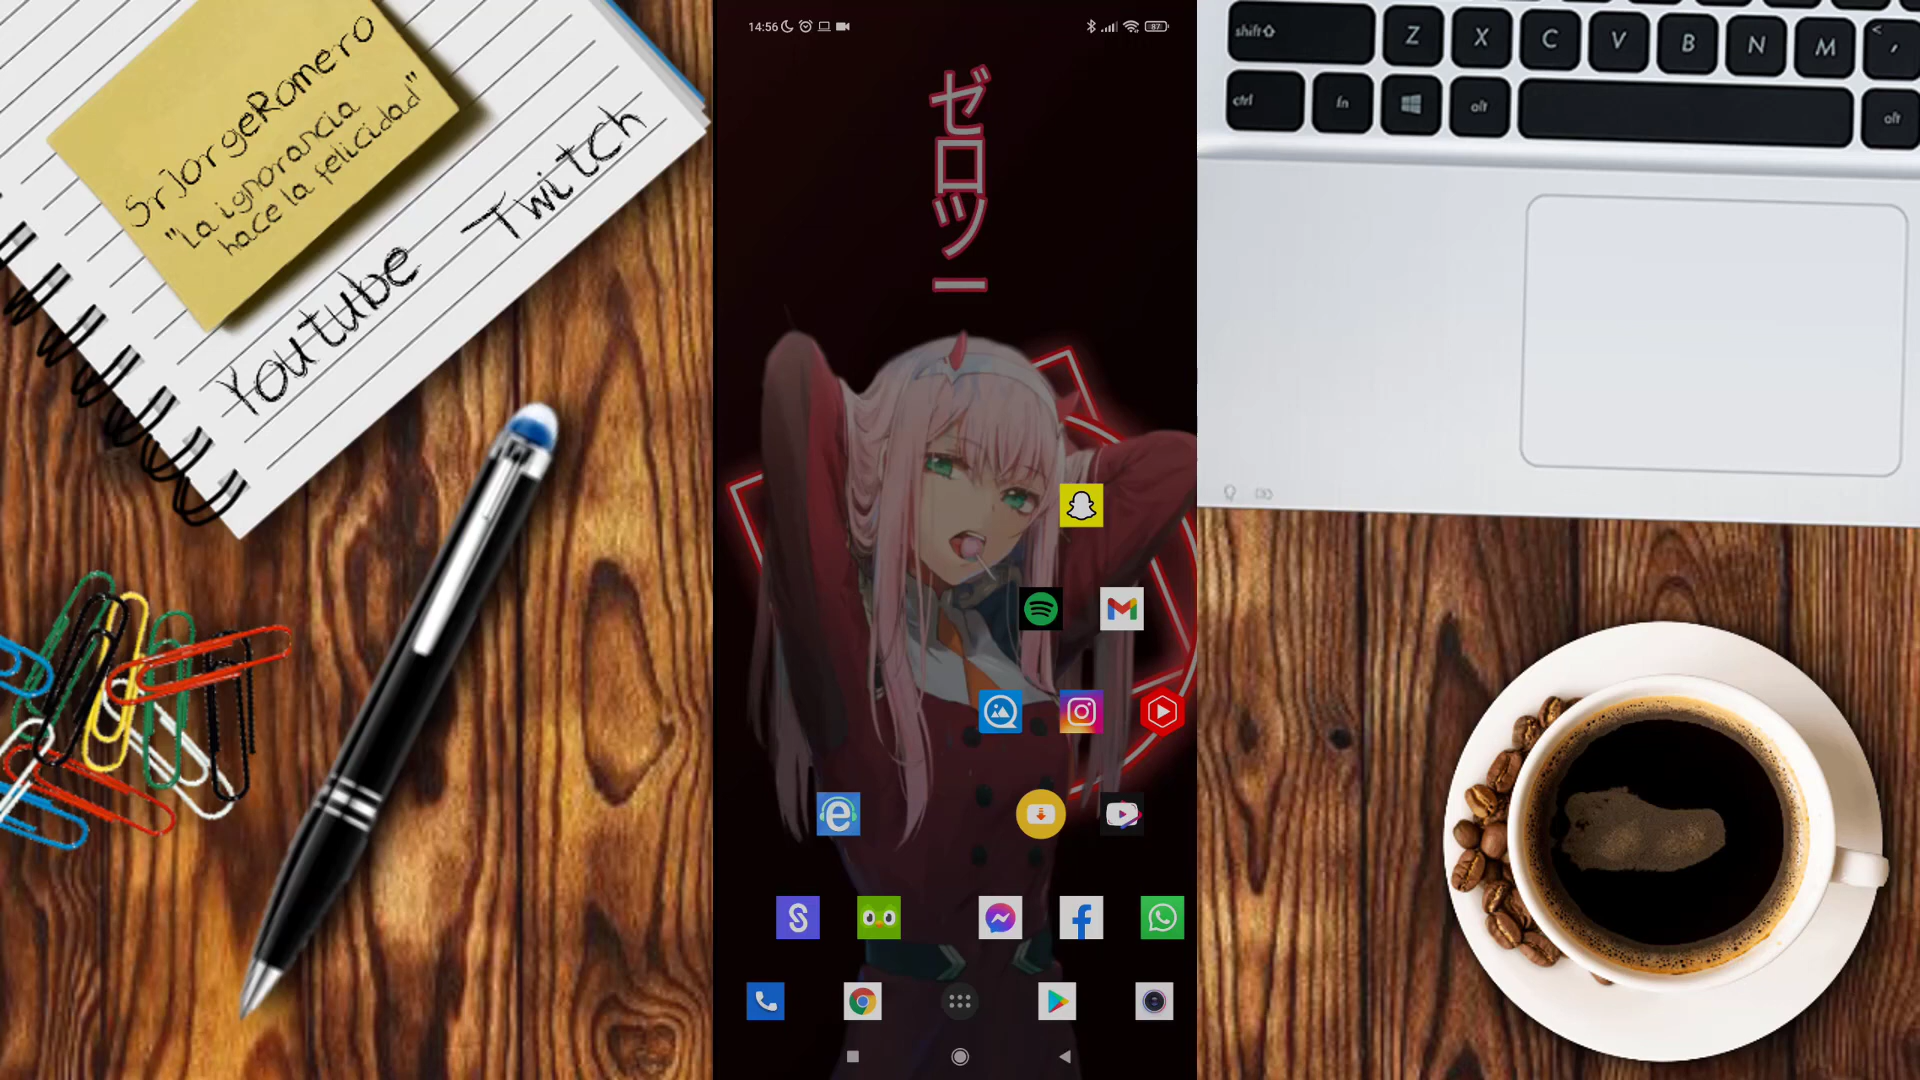 SrJorgeRomero
"La ignorancia
hace la felicidad"
Youtube Twitch
14:56
87
ゼロツー
shift Z X C V B N M < ,
ctrl fn alt alt